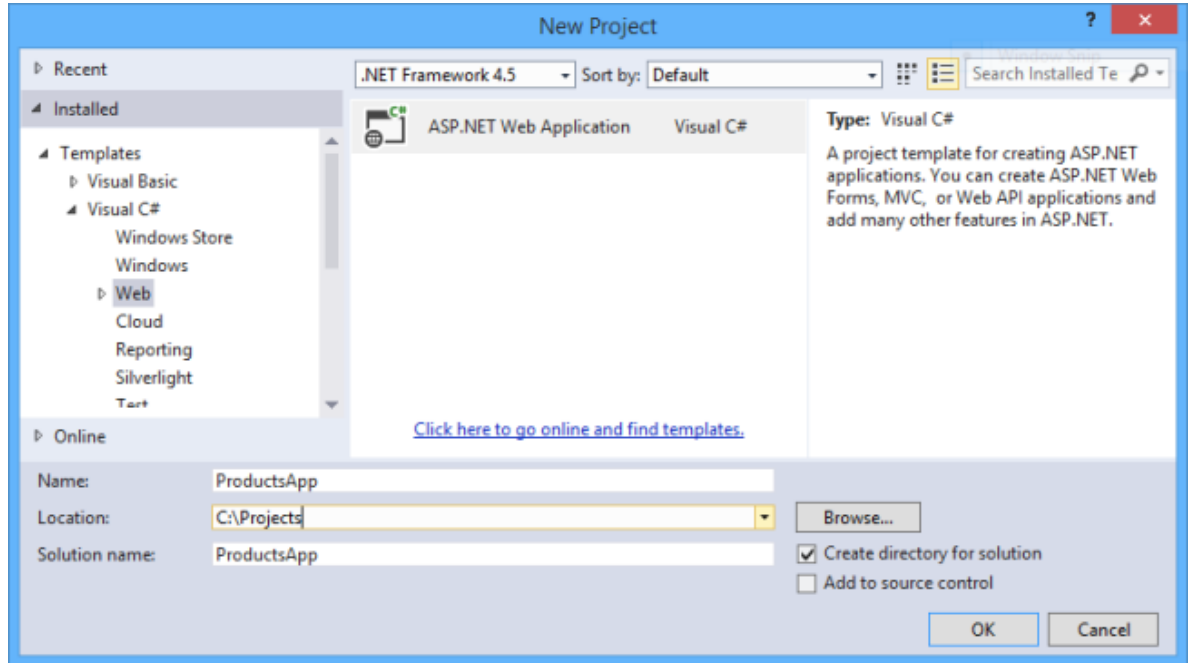 New Project
?
Recent
.NET Framework 4.5
Sort by: Default
Window Snip
Search Installed Te
Installed
Templates
Visual Basic
Visual C#
Windows Store
Windows
Web
Cloud
Reporting
Silverlight
Test
Online
C#
ASP.NET Web Application Visual C#
Click here to go online and find templates.
Type: Visual C#
A project template for creating ASP.NET
applications. You can create ASP.NET Web
Forms, MVC, or Web API applications and
add many other features in ASP.NET.
Name: ProductsApp
Location: C:\Projects
Browse...
Solution name: ProductsApp
Create directory for solution
Add to source control
OK Cancel